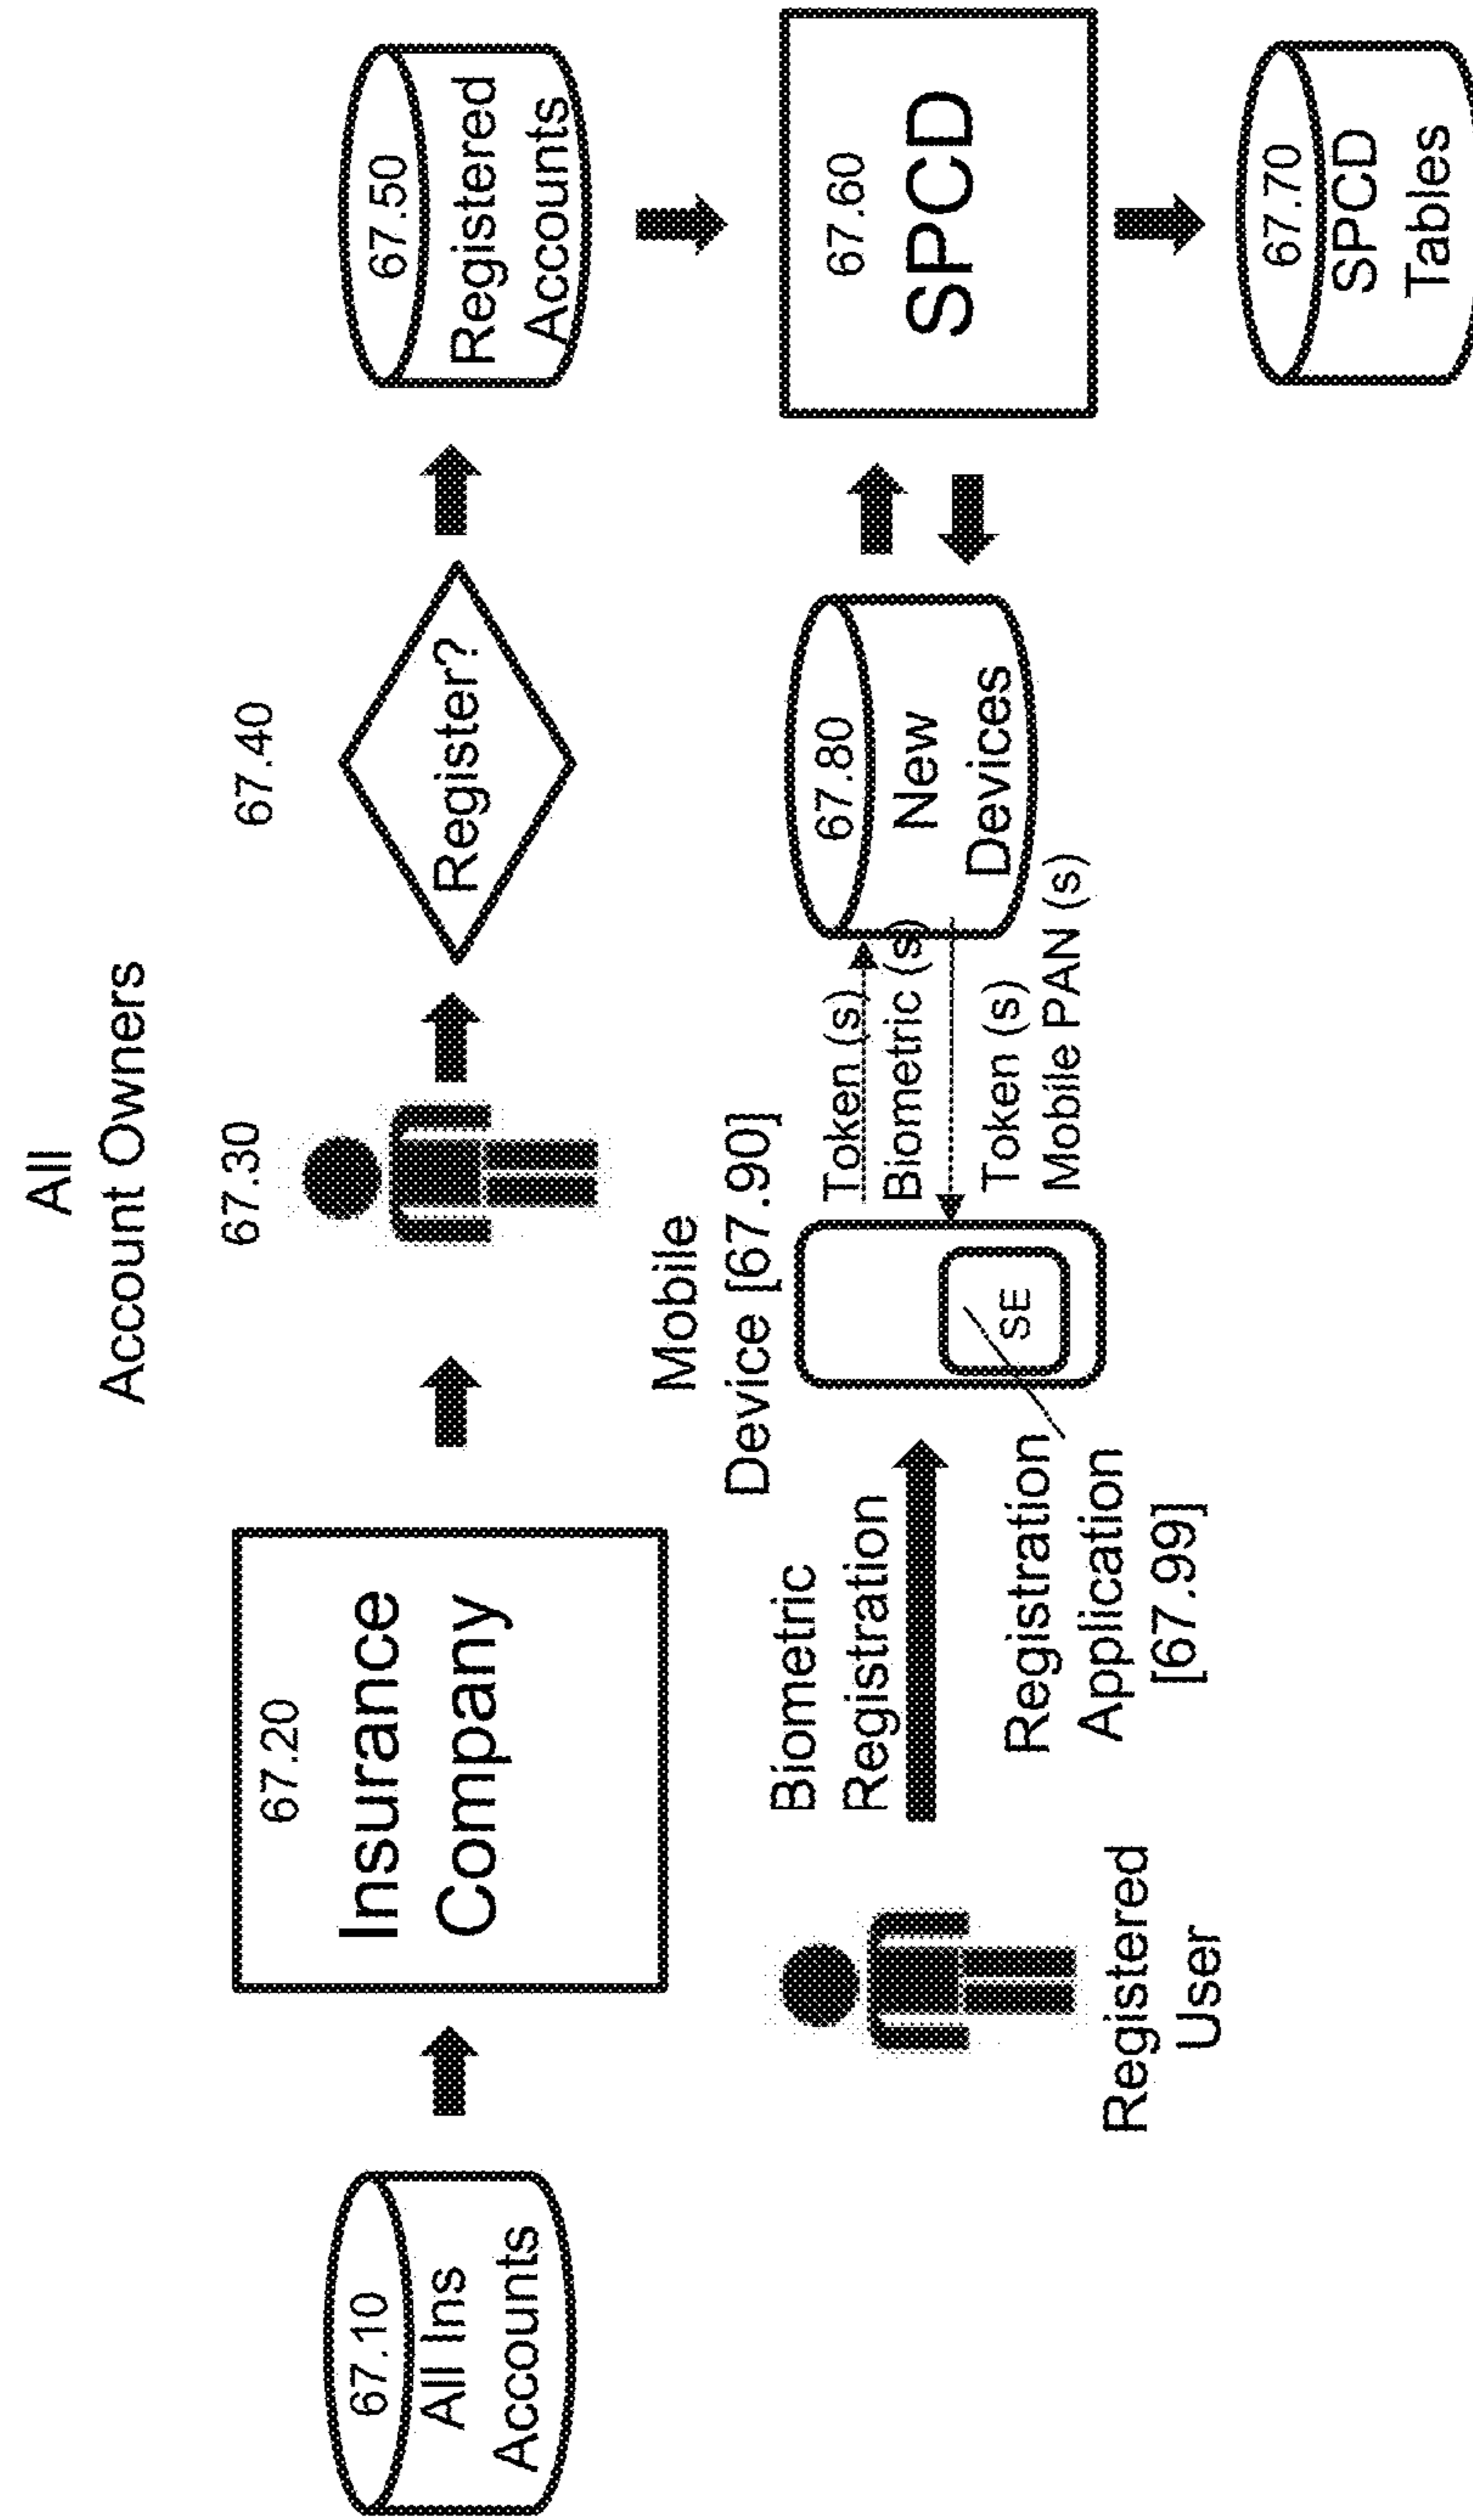 All
Account Owners
67.10
All Ins
Accounts
67.20
Insurance
Company
67.30
67.40
Register?
67.50
Registered
Accounts
Registered
User
Biometric
Registration
Mobile
Device [67.90]
SE
Registration
Application
[67.99]
Token (s)
Biometric (s)
Token (s)
Mobile PAN (s)
67.80
New
Devices
67.60
SPCD
67.70
SPCD
Tables